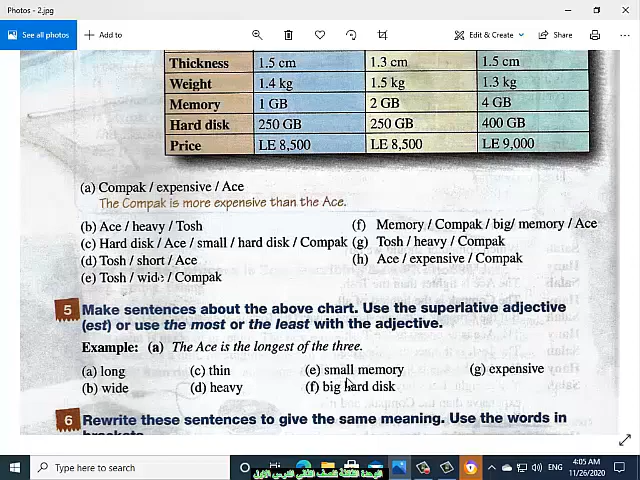 Photos - 2.jpg
See all photos
Add to
Edit & Create
Share
Thickness 1.5 cm 1.3 cm 1.5 cm
Weight 1.4 kg 1.5 kg 1.3 kg
Memory 1 GB 2 GB 4 GB
Hard disk 250 GB 250 GB 400 GB
Price LE 8,500 LE 8,500 LE 9,000
(a) Compak / expensive / Ace
The Compak is more expensive than the Ace.
(b) Ace / heavy / Tosh
(c) Hard disk / Ace / small / hard disk / Compak
(d) Tosh / short / Ace
(e) Tosh / wide / Compak
(f) Memory / Compak / big/ memory / Ace
(g) Tosh / heavy / Compak
(h) Ace / expensive / Compak
5 Make sentences about the above chart. Use the superlative adjective
(est) or use the most or the least with the adjective.
Example: (a) The Ace is the longest of the three.
(a) long (c) thin (e) small memory (g) expensive
(b) wide (d) heavy (f) big hard disk
6 Rewrite these sentences to give the same meaning. Use the words in
brackets.
Type here to search
ENG
4:05 AM
11/26/2020